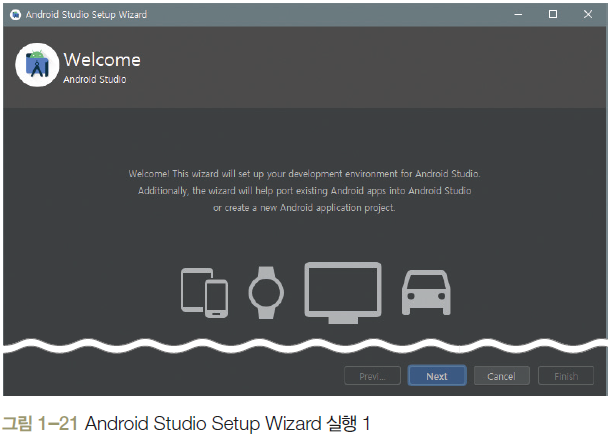 Android Studio Setup Wizard
Welcome
Android Studio
Welcome! This wizard will set up your development environment for Android Studio.
Additionally, the wizard will help port existing Android apps into Android Studio
or create a new Android application project.
Previ...
Next
Cancel
Finish
그림 1-21 Android Studio Setup Wizard 실행 1